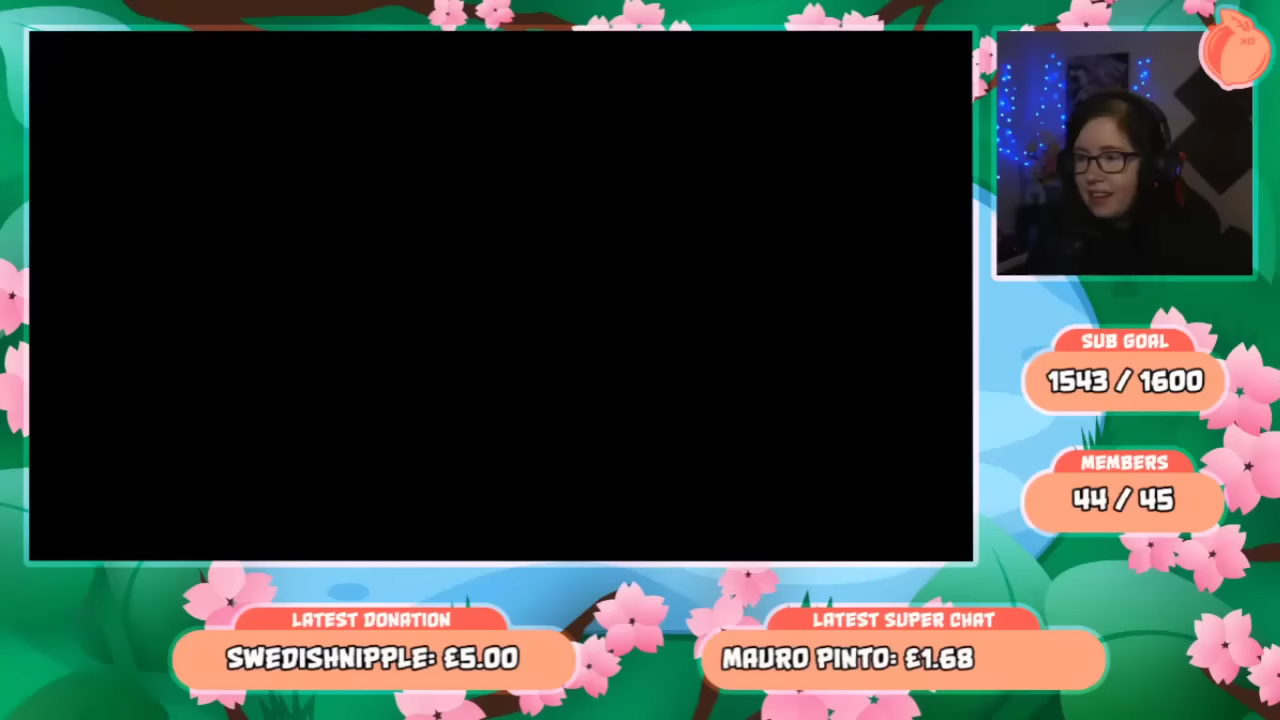 XO
SUB GOAL
1543 / 1600
MEMBERS
44 / 45
LATEST DONATION
SWEDISHNIPPLE: £5.00
LATEST SUPER CHAT
MAURO PINTO: £1.68